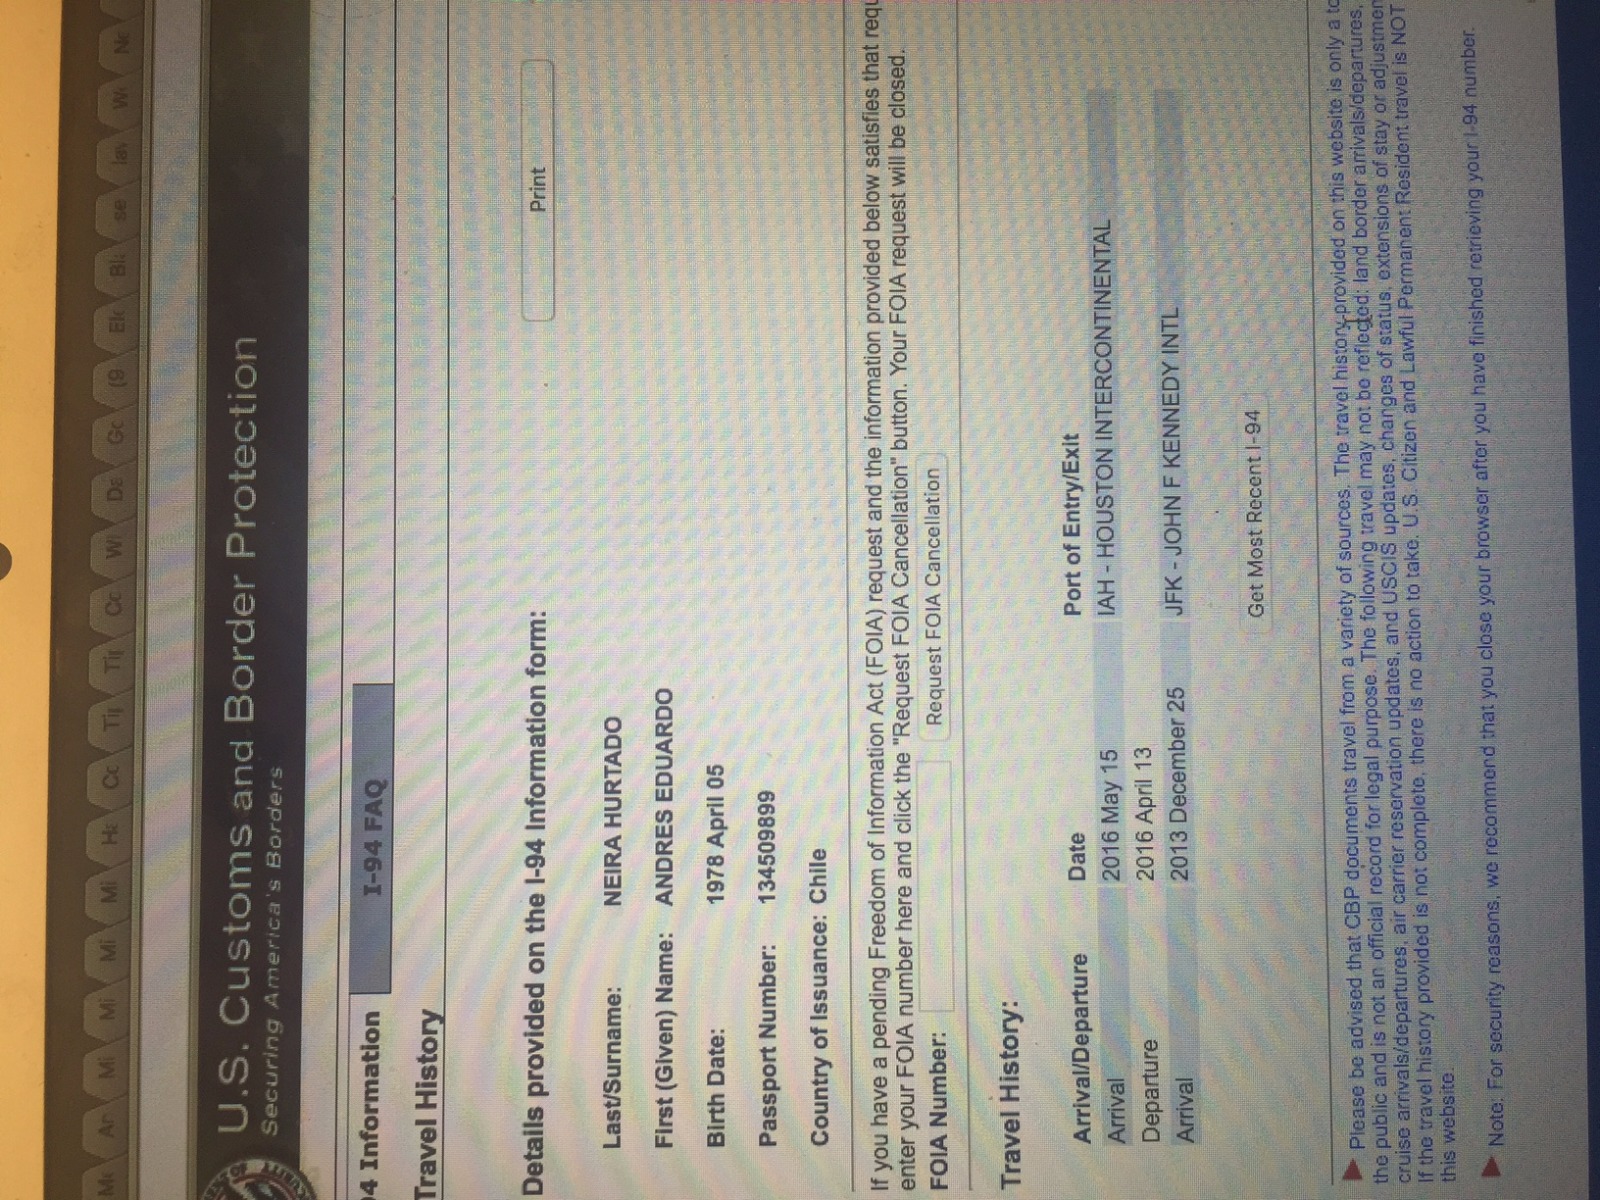 U.S. Customs and Border Protection
Securing America's Borders
Information I-94 FAQ
Travel History
Print
Details provided on the I-94 Information form:
Last/Surname: NEIRA HURTADO
First (Given) Name: ANDRES EDUARDO
Birth Date: 1978 April 05
Passport Number: 134509899
Country of Issuance: Chile
If you have a pending Freedom of Information Act (FOIA) request and the information provided below satisfies that
enter your FOIA number here and click the "Request FOIA Cancellation" button. Your FOIA request will be closed.
FOIA Number: Request FOIA Cancellation
Travel History:
Arrival/Departure Date Port of Entry/Exit
Arrival 2016 May 15 IAH - HOUSTON INTERCONTINENTAL
Departure 2016 April 13
Arrival 2013 December 25 JFK - JOHN F KENNEDY INTL
Get Most Recent I-94
Please be advised that CBP documents travel from a variety of sources. The travel history provided on this website is only a
the public and is not an official record for legal purpose. The following travel may not be reflected: land border arrivals/departures,
cruise arrivals/departures, air carrier reservation updates, and USCIS updates, changes of status, extensions of stay or
If the travel history provided is not complete, there is no action to take. U.S. Citizen and Lawful Permanent Resident travel is NOT
this website.
Note: For security reasons, we recommend that you close your browser after you have finished retrieving your I-94 number.